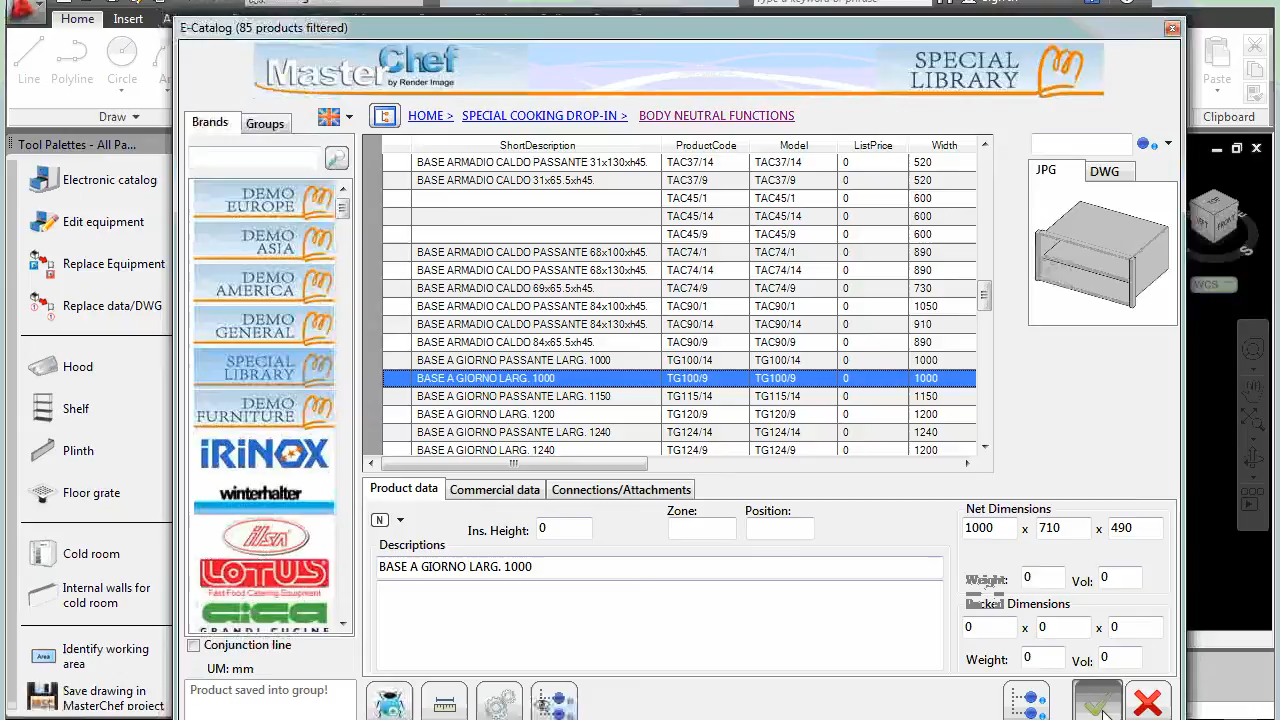 Home Insert
E-Catalog (85 products filtered)
Line Polyline Circle
Draw
Paste
Clipboard
MasterChef
by Render Image
SPECIAL
LIBRARY
Brands Groups
HOME > SPECIAL COOKING DROP-IN > BODY NEUTRAL FUNCTIONS
JPG DWG
Tool Palettes - All Pa...
Electronic catalog
Edit equipment
Replace Equipment
Replace data/DWG
Hood
Shelf
Plinth
Floor grate
Cold room
Internal walls for
cold room
Identify working
area
Area
Save drawing in
MasterChef project
DEMO
EUROPE
DEMO
ASIA
DEMO
AMERICA
DEMO
GENERAL
SPECIAL
LIBRARY
DEMO
FURNITURE
IRINOX
winterhalter
ilsa
LOTUS
Fast Food Catering Equipment
GRANDI CUCINE
Conjunction line
UM: mm
Product saved into group!
ShortDescription ProductCode Model ListPrice Width
BASE ARMADIO CALDO PASSANTE 31x130xh45. TAC37/14 TAC37/14 0 520
BASE ARMADIO CALDO 31x65.5xh45. TAC37/9 TAC37/9 0 520
TAC45/1 TAC45/1 0 600
TAC45/14 TAC45/14 0 600
TAC45/9 TAC45/9 0 600
BASE ARMADIO CALDO PASSANTE 68x100xh45. TAC74/1 TAC74/1 0 890
BASE ARMADIO CALDO PASSANTE 68x130xh45. TAC74/14 TAC74/14 0 890
BASE ARMADIO CALDO 69x65.5xh45. TAC74/9 TAC74/9 0 730
BASE ARMADIO CALDO PASSANTE 84x100xh45. TAC90/1 TAC90/1 0 1050
BASE ARMADIO CALDO PASSANTE 84x130xh45. TAC90/14 TAC90/14 0 910
BASE ARMADIO CALDO 84x65.5xh45. TAC90/9 TAC90/9 0 890
BASE A GIORNO PASSANTE LARG. 1000 TG100/14 TG100/14 0 1000
BASE A GIORNO LARG. 1000 TG100/9 TG100/9 0 1000
BASE A GIORNO PASSANTE LARG. 1150 TG115/14 TG115/14 0 1150
BASE A GIORNO LARG. 1200 TG120/9 TG120/9 0 1200
BASE A GIORNO PASSANTE LARG. 1240 TG124/14 TG124/14 0 1240
BASE A GIORNO LARG. 1240 TG124/9 TG124/9 0 1200
Product data Commercial data Connections/Attachments
N Ins. Height: 0 Zone: Position:
Descriptions
BASE A GIORNO LARG. 1000
Net Dimensions
1000 x 710 x 490
Weight: 0 Vol: 0
Packed Dimensions
0 x 0 x 0
Weight: 0 Vol: 0
TOP
LEFT FRONT
WCS